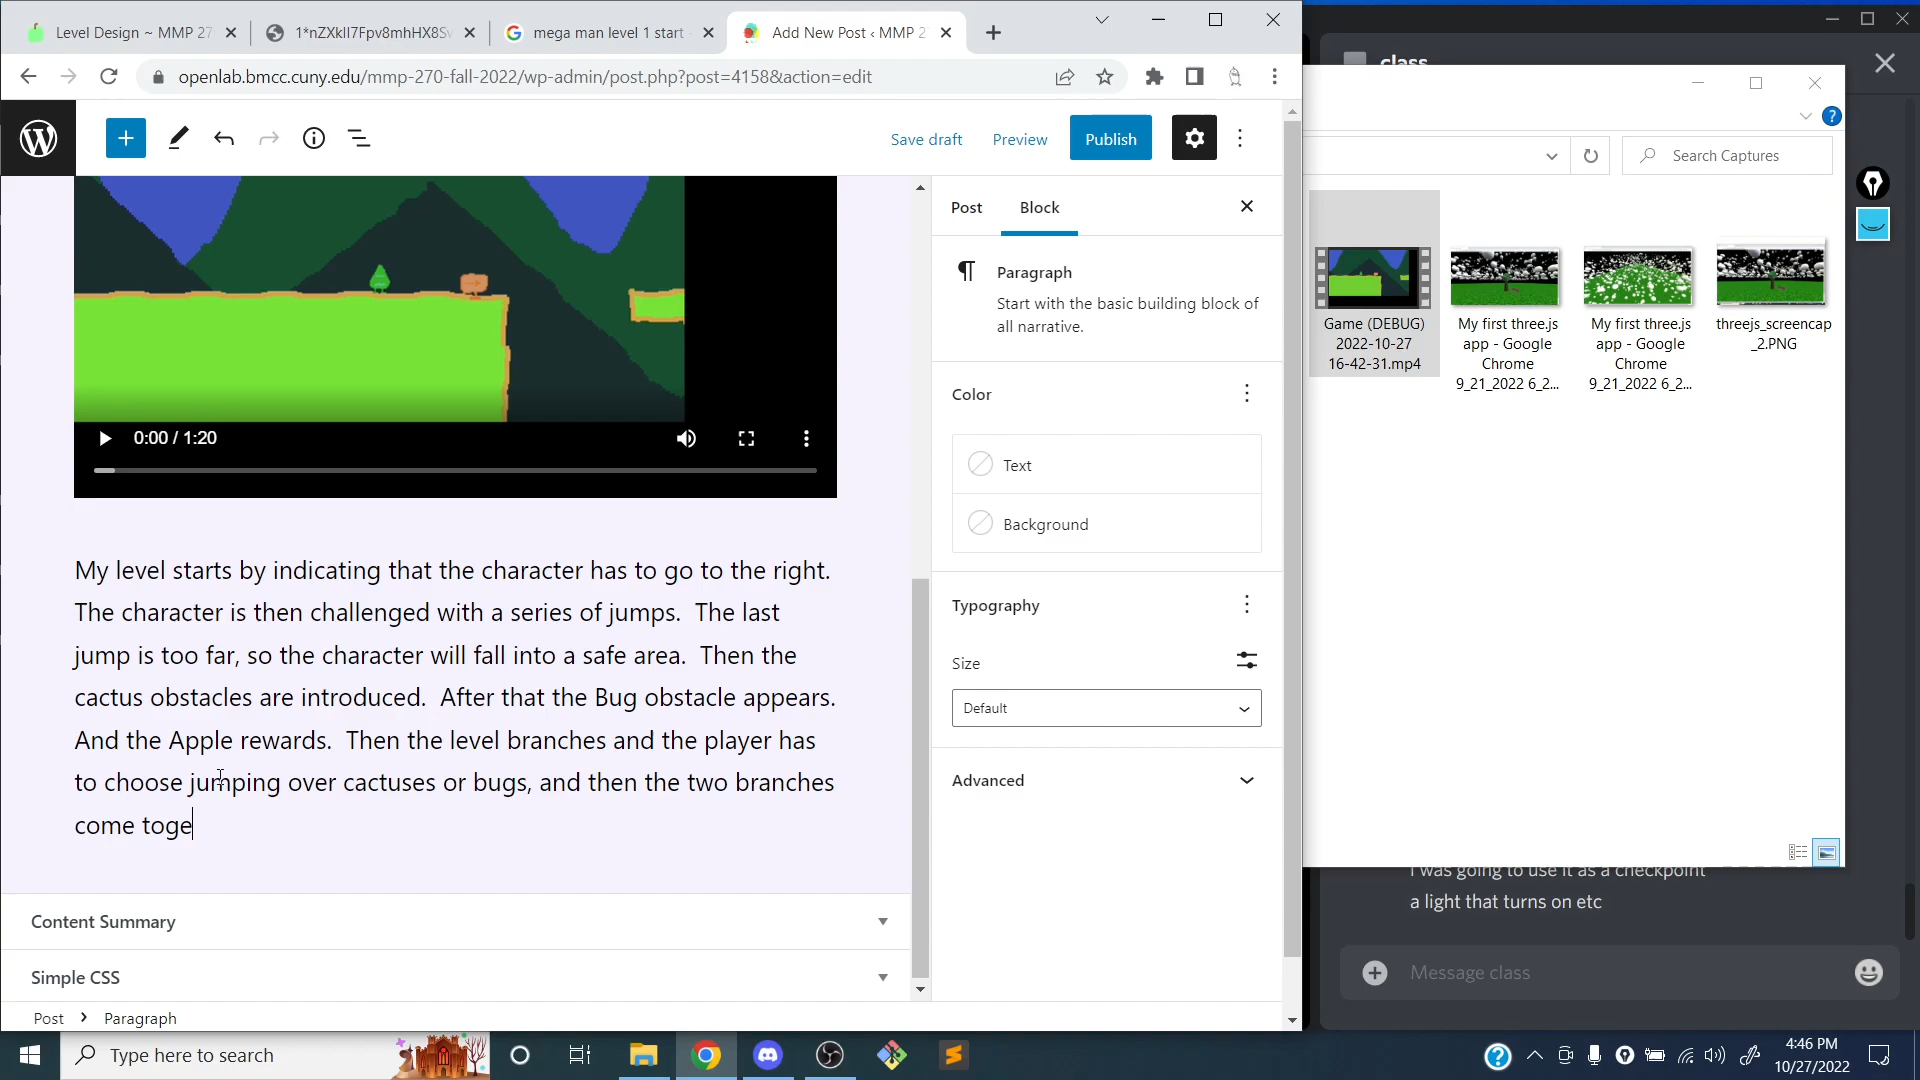 Level Design ~ MMP 27
1*nZXklI7Fpv8mhHX8Sv
mega man level 1 start -
Add New Post ‹ MMP 2
openlab.bmcc.cuny.edu/mmp-270-fall-2022/wp-admin/post.php?post=4158&action=edit
Save draft
Preview
Publish
0:00 / 1:20
My level starts by indicating that the character has to go to the right.
The character is then challenged with a series of jumps.  The last
jump is too far, so the character will fall into a safe area.  Then the
cactus obstacles are introduced.  After that the Bug obstacle appears.
And the Apple rewards.  Then the level branches and the player has
to choose jumping over cactuses or bugs, and then the two branches
come toge
Content Summary
Simple CSS
Post
Paragraph
Post
Block
Paragraph
Start with the basic building block of
all narrative.
Color
Text
Background
Typography
Size
Default
Advanced
class
Search Captures
Game (DEBUG)
2022-10-27
16-42-31.mp4
My first three.js
app - Google
Chrome
9_21_2022 6_2...
My first three.js
app - Google
Chrome
9_21_2022 6_2...
threejs_screencap
_2.PNG
I was going to use it as a checkpoint
a light that turns on etc
Message class
Type here to search
4:46 PM
10/27/2022